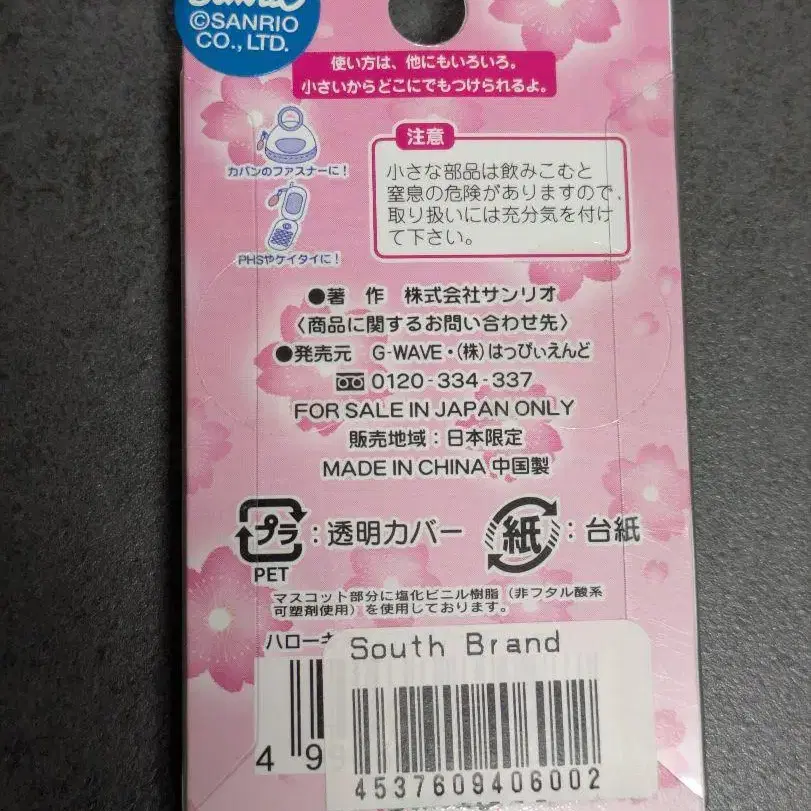 ©SANRIO
CO., LTD.
使い方は、他にもいろいろ。
小さいからどこにでもつけられるよ。
カバンのファスナーに！
PHSやケイタイに！
注意
小さな部品は飲みこむと
窒息の危険がありますので、
取り扱いには充分気を付け
て下さい。
●著　作　株式会社サンリオ
〈商品に関するお問い合わせ先〉
●発売元　G-WAVE・(株)はっぴぃえんど
0120-334-337
FOR SALE IN JAPAN ONLY
販売地域：日本限定
MADE IN CHINA 中国製
プラ：透明カバー
PET
紙：台紙
マスコット部分に塩化ビニル樹脂（非フタル酸系
可塑剤使用）を使用しております。
ハロー
South Brand
4 99
4537609406002